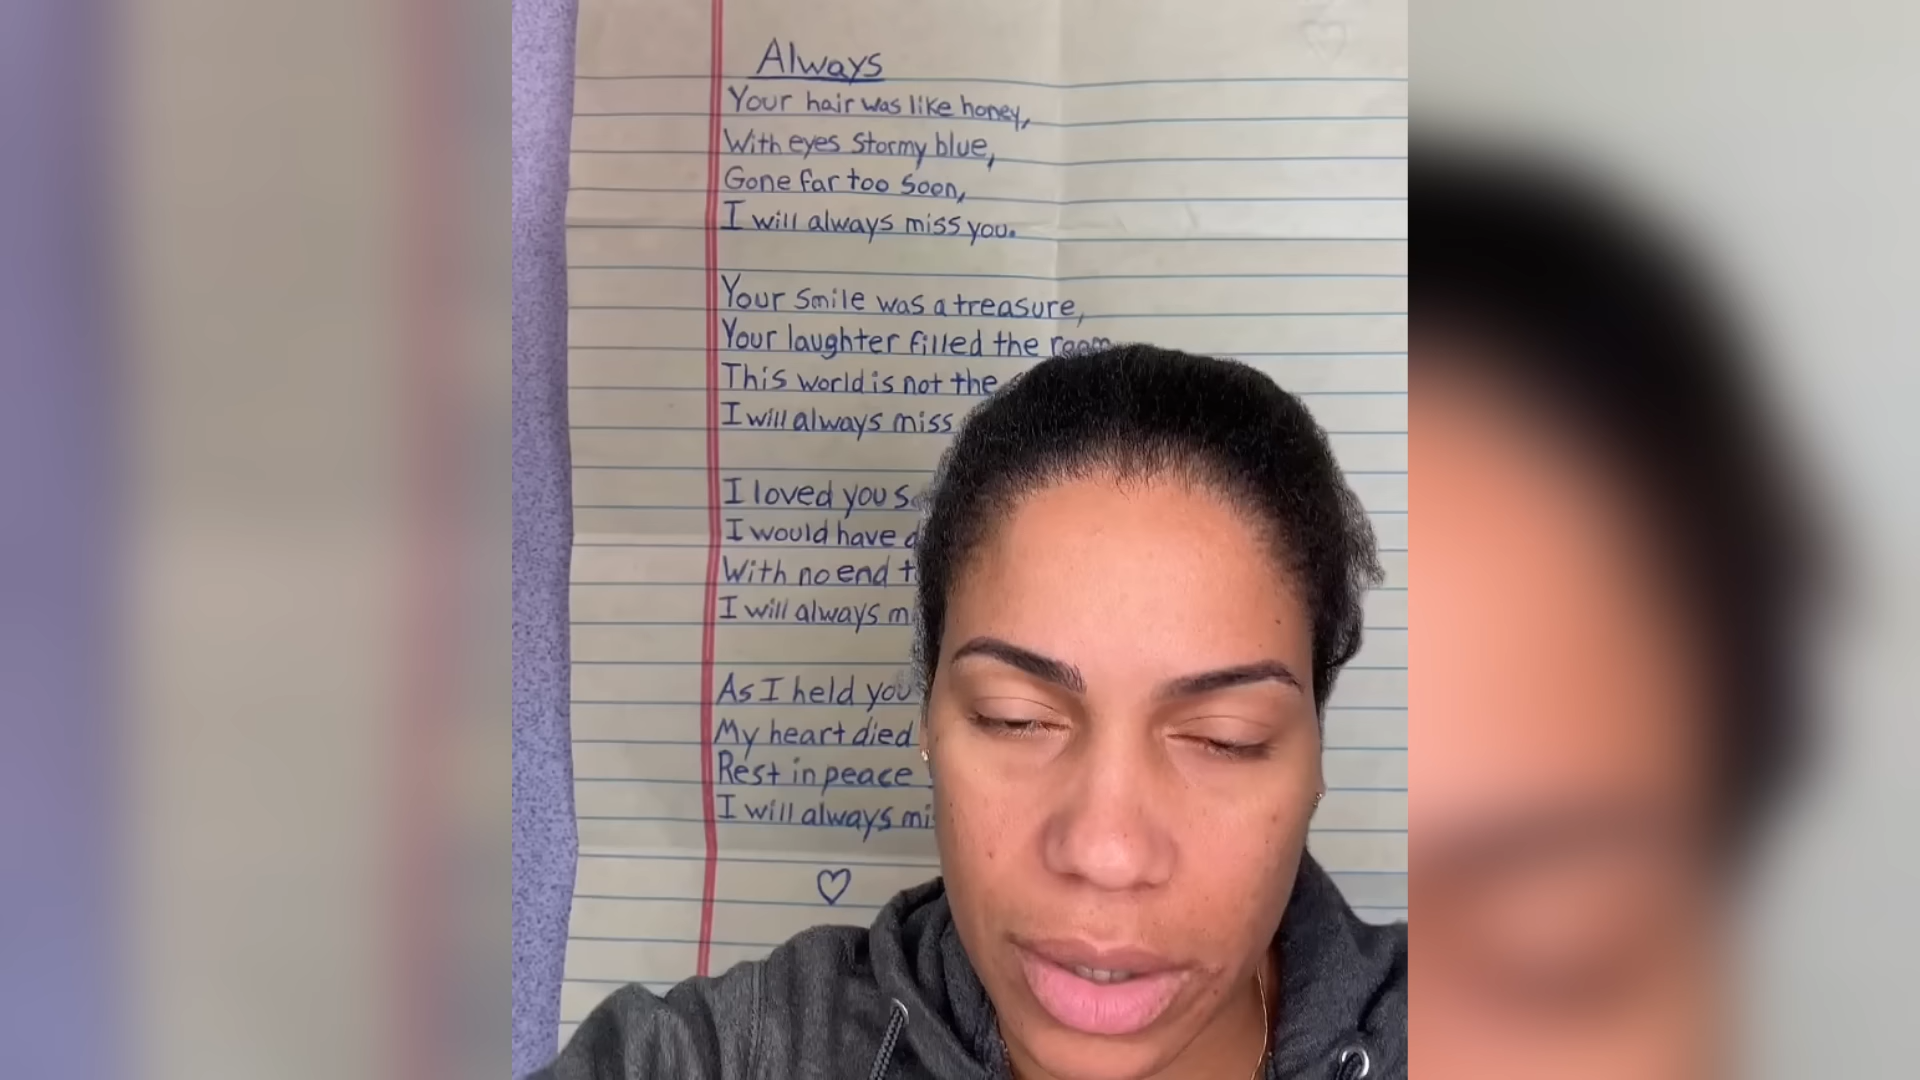 Always
Your hair was like honey,
With eyes Stormy blue,
Gone far too soon,
I will always miss you.
Your smile was a treasure,
Your laughter filled the room
This world is not the
I will always miss
I loved you
I would have
With no end
I will always
As I held you
My heart died
Rest in peace
I will always